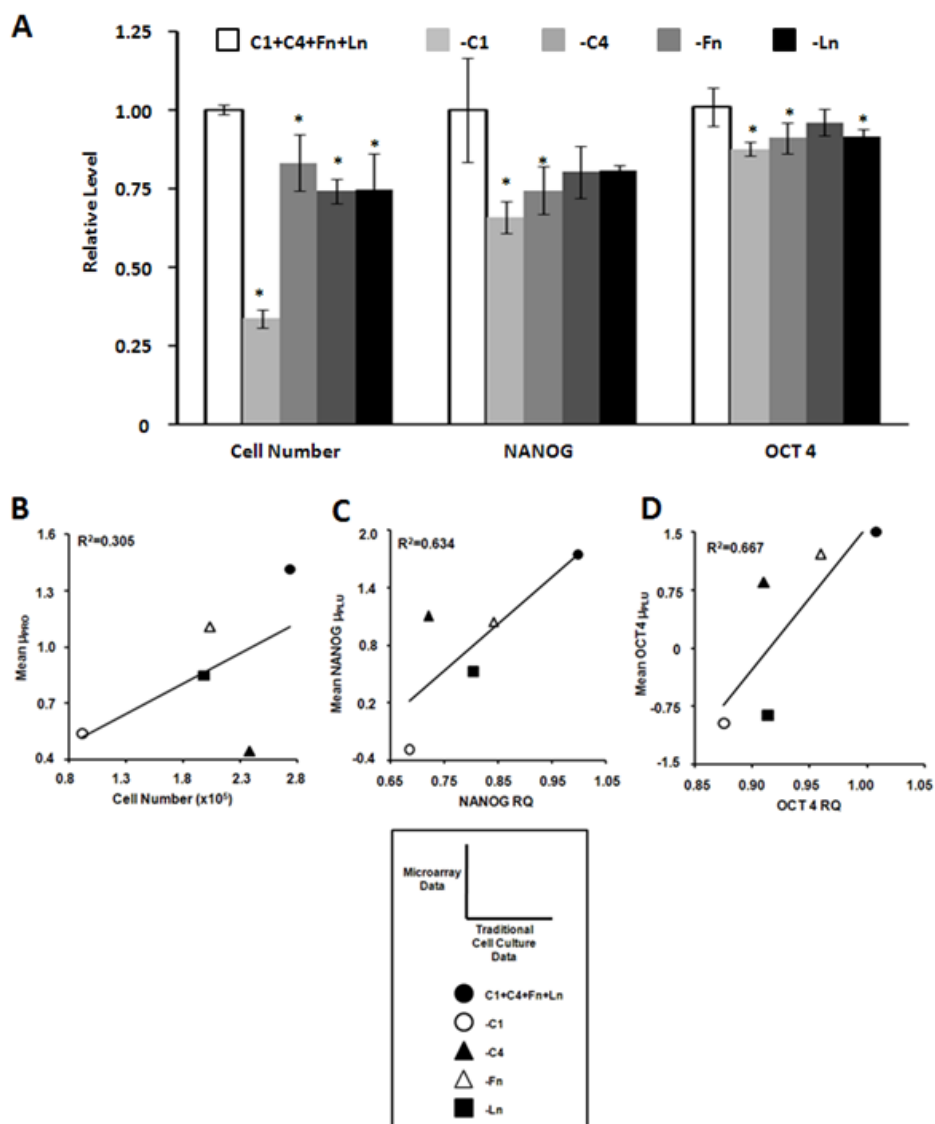 A
1.25
C1+C4+Fn+Ln -C1 -C4 -Fn -Ln
1.00
0.75
0.50
0.25
0
Relative Level
* * * *
* *
* * *
Cell Number NANOG OCT 4
B
R²=0.305
1.6
1.3
1.0
0.7
0.4
Mean μPRO
0.8 1.3 1.8 2.3 2.8
Cell Number (x10⁵)
C
R²=0.634
2.0
1.4
0.8
0.2
-0.4
Mean NANOG μPLU
0.65 0.75 0.85 0.95 1.05
NANOG RQ
D
R²=0.667
1.5
0.75
0
-0.75
-1.5
Mean OCT4 μPLU
0.85 0.90 0.95 1.00 1.05
OCT 4 RQ
Microarray
Data
Traditional
Cell Culture
Data
C1+C4+Fn+Ln
-C1
-C4
-Fn
-Ln